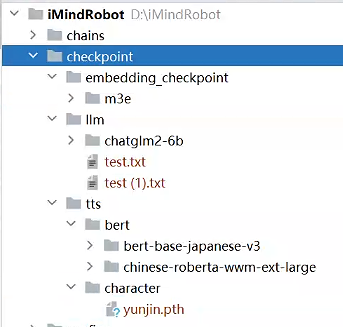 iMindRobot D:\iMindRobot
chains
checkpoint
embedding_checkpoint
m3e
llm
chatglm2-6b
test.txt
test (1).txt
tts
bert
bert-base-japanese-v3
chinese-roberta-wwm-ext-large
character
yunjin.pth